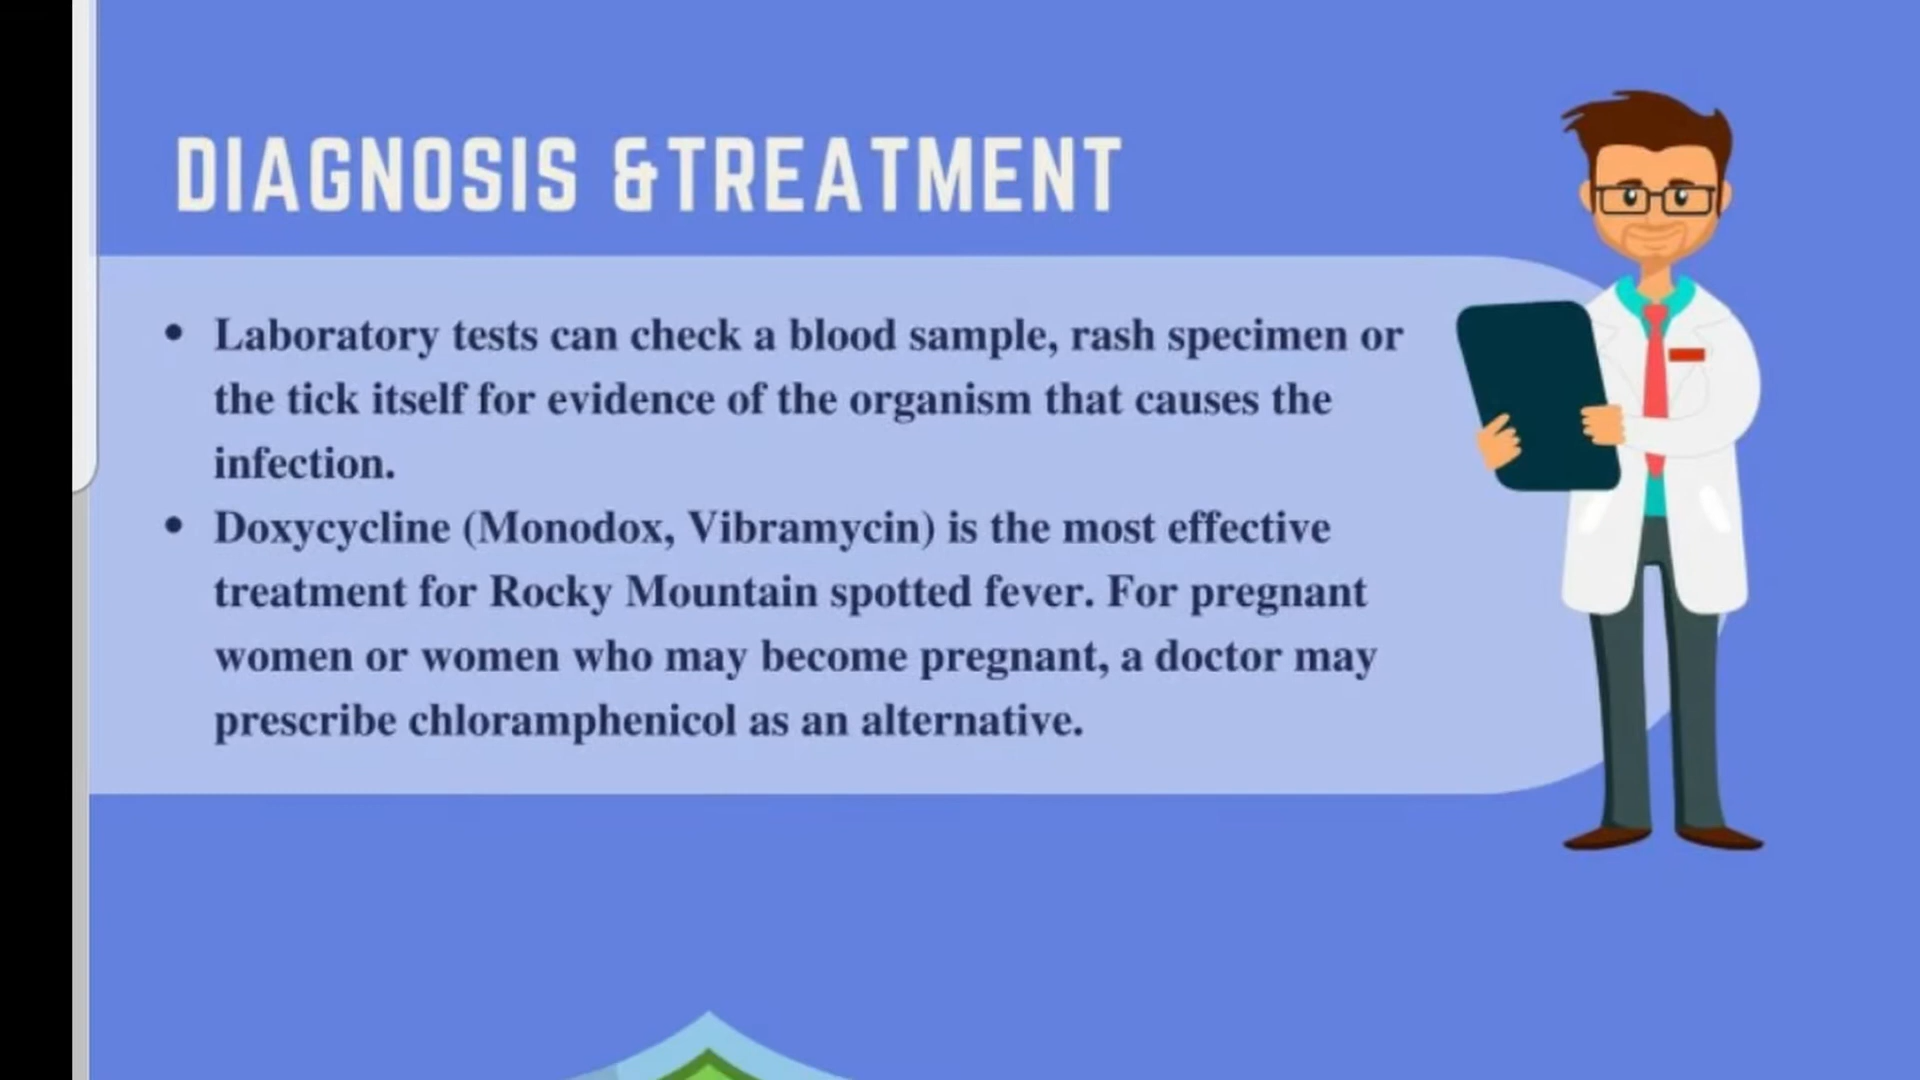 DIAGNOSIS &TREATMENT
• Laboratory tests can check a blood sample, rash specimen or
the tick itself for evidence of the organism that causes the
infection.
• Doxycycline (Monodox, Vibramycin) is the most effective
treatment for Rocky Mountain spotted fever. For pregnant
women or women who may become pregnant, a doctor may
prescribe chloramphenicol as an alternative.